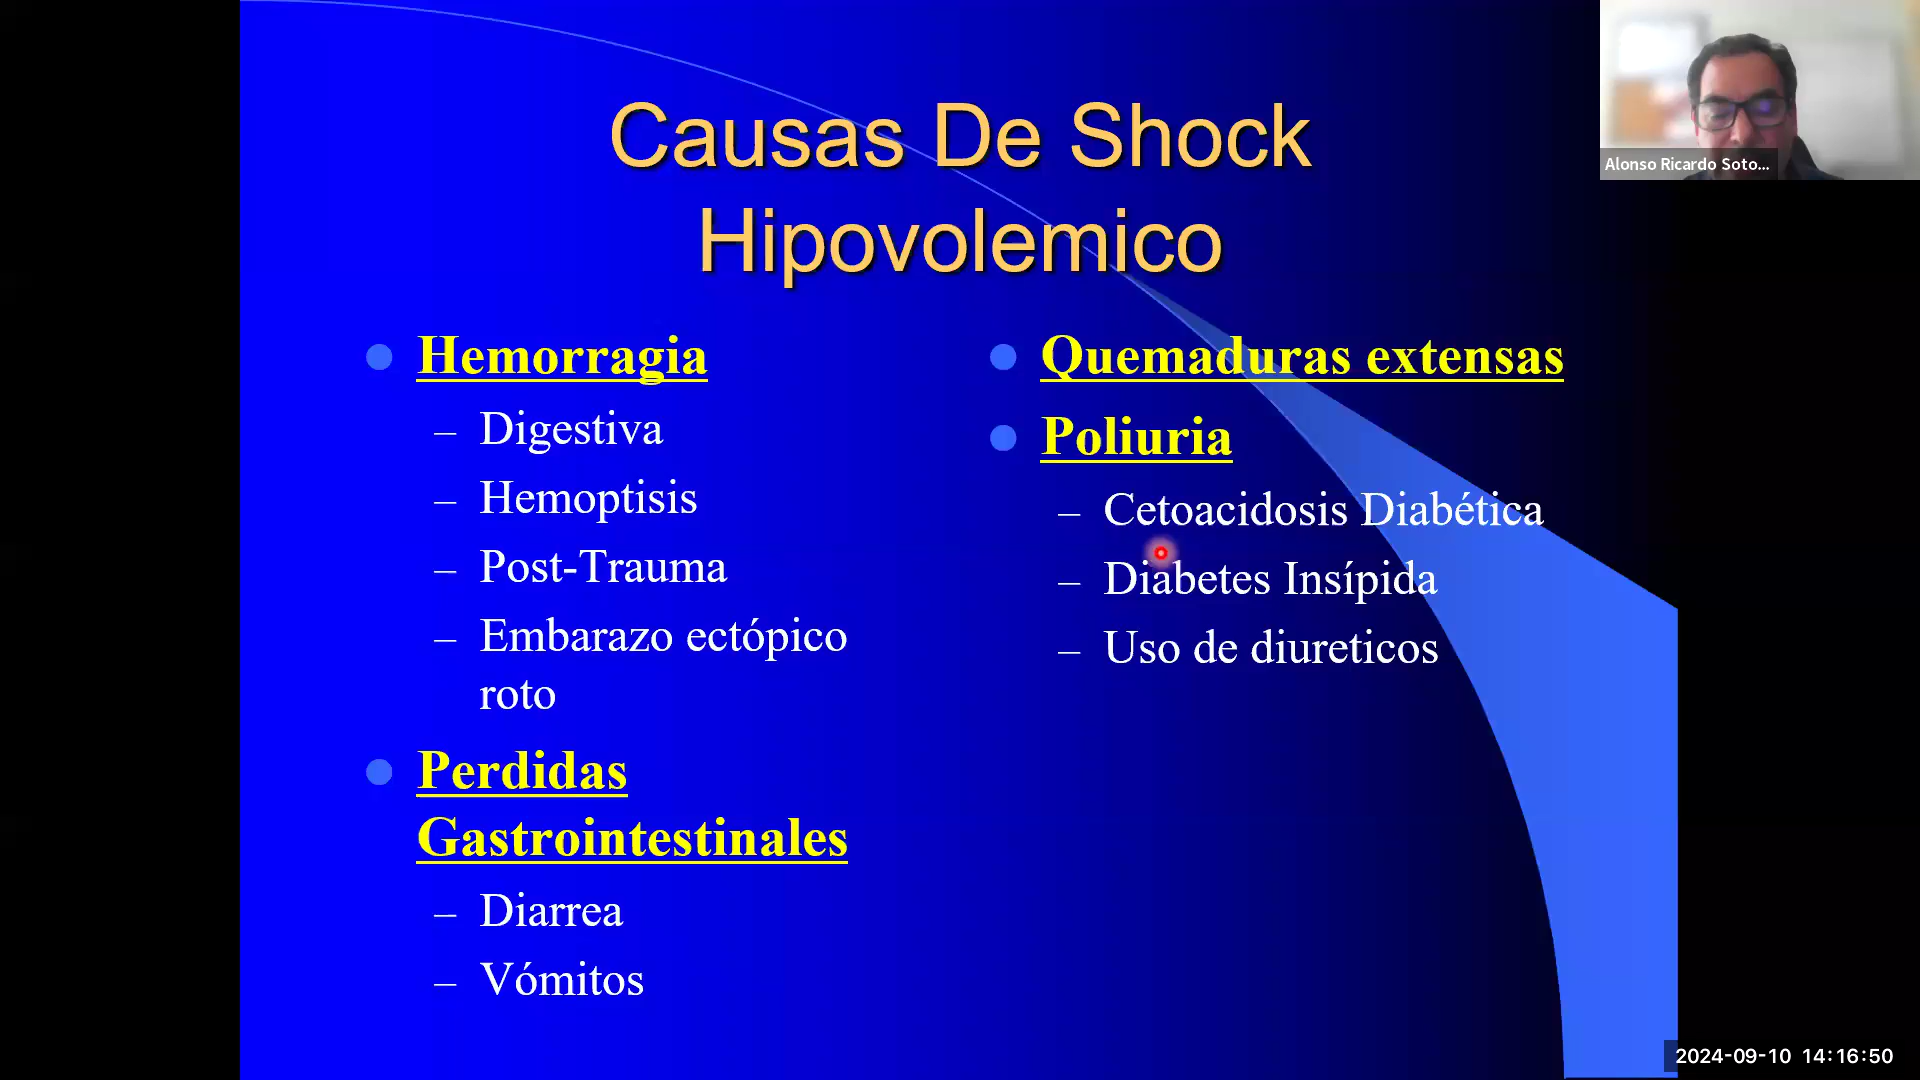 Causas De Shock
Hipovolemico
Hemorragia
– Digestiva
– Hemoptisis
– Post-Trauma
– Embarazo ectópico
roto
Perdidas
Gastrointestinales
– Diarrea
– Vómitos
Quemaduras extensas
Poliuria
– Cetoacidosis Diabética
– Diabetes Insípida
– Uso de diureticos
Alonso Ricardo Soto...
2024-09-10 14:16:50